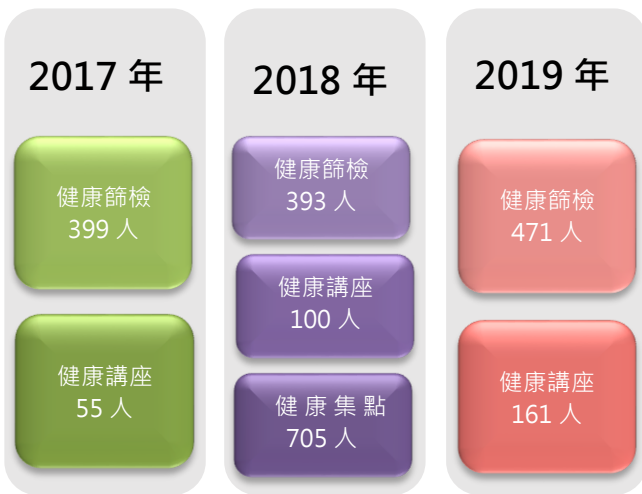 2017 年
健康篩檢
399 人
健康講座
55 人
2018 年
健康篩檢
393 人
健康講座
100 人
健 康 集 點
705 人
2019 年
健康篩檢
471 人
健康講座
161 人